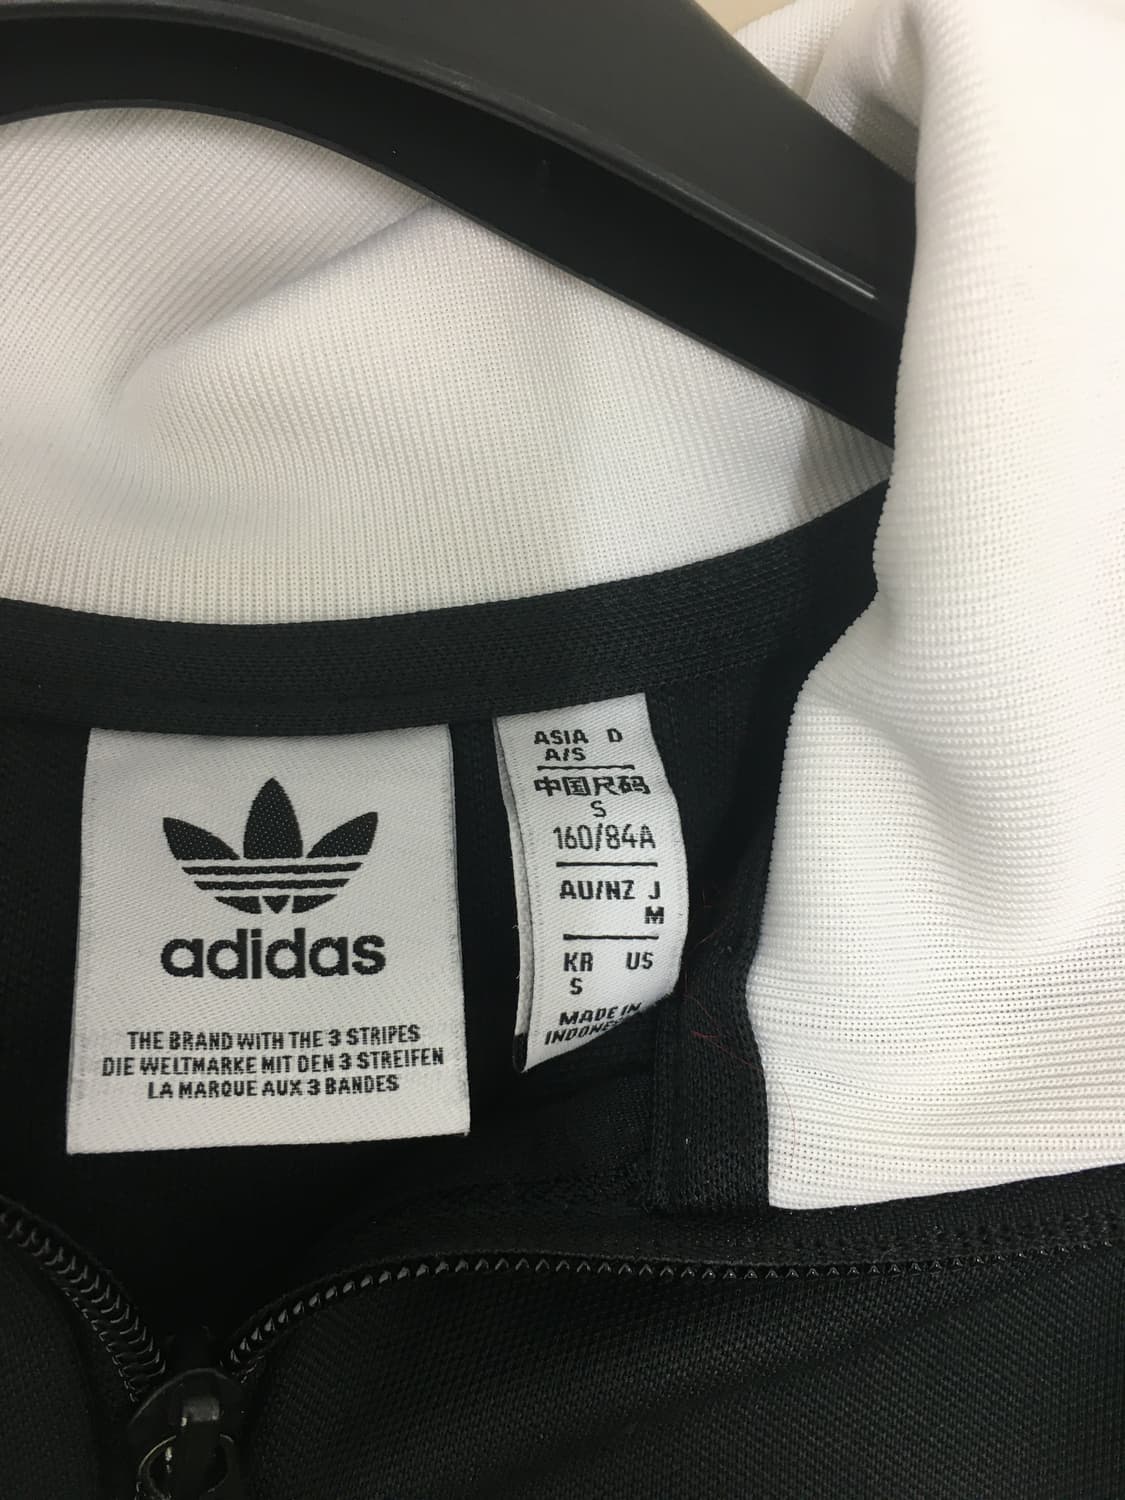 adidas
THE BRAND WITH THE 3 STRIPES
DIE WELTMARKE MIT DEN 3 STREIFEN
LA MARQUE AUX 3 BANDES
ASIA D
A/S
中国尺码
S
160/84A
AU/NZ J
M
KR US
S
MADE IN